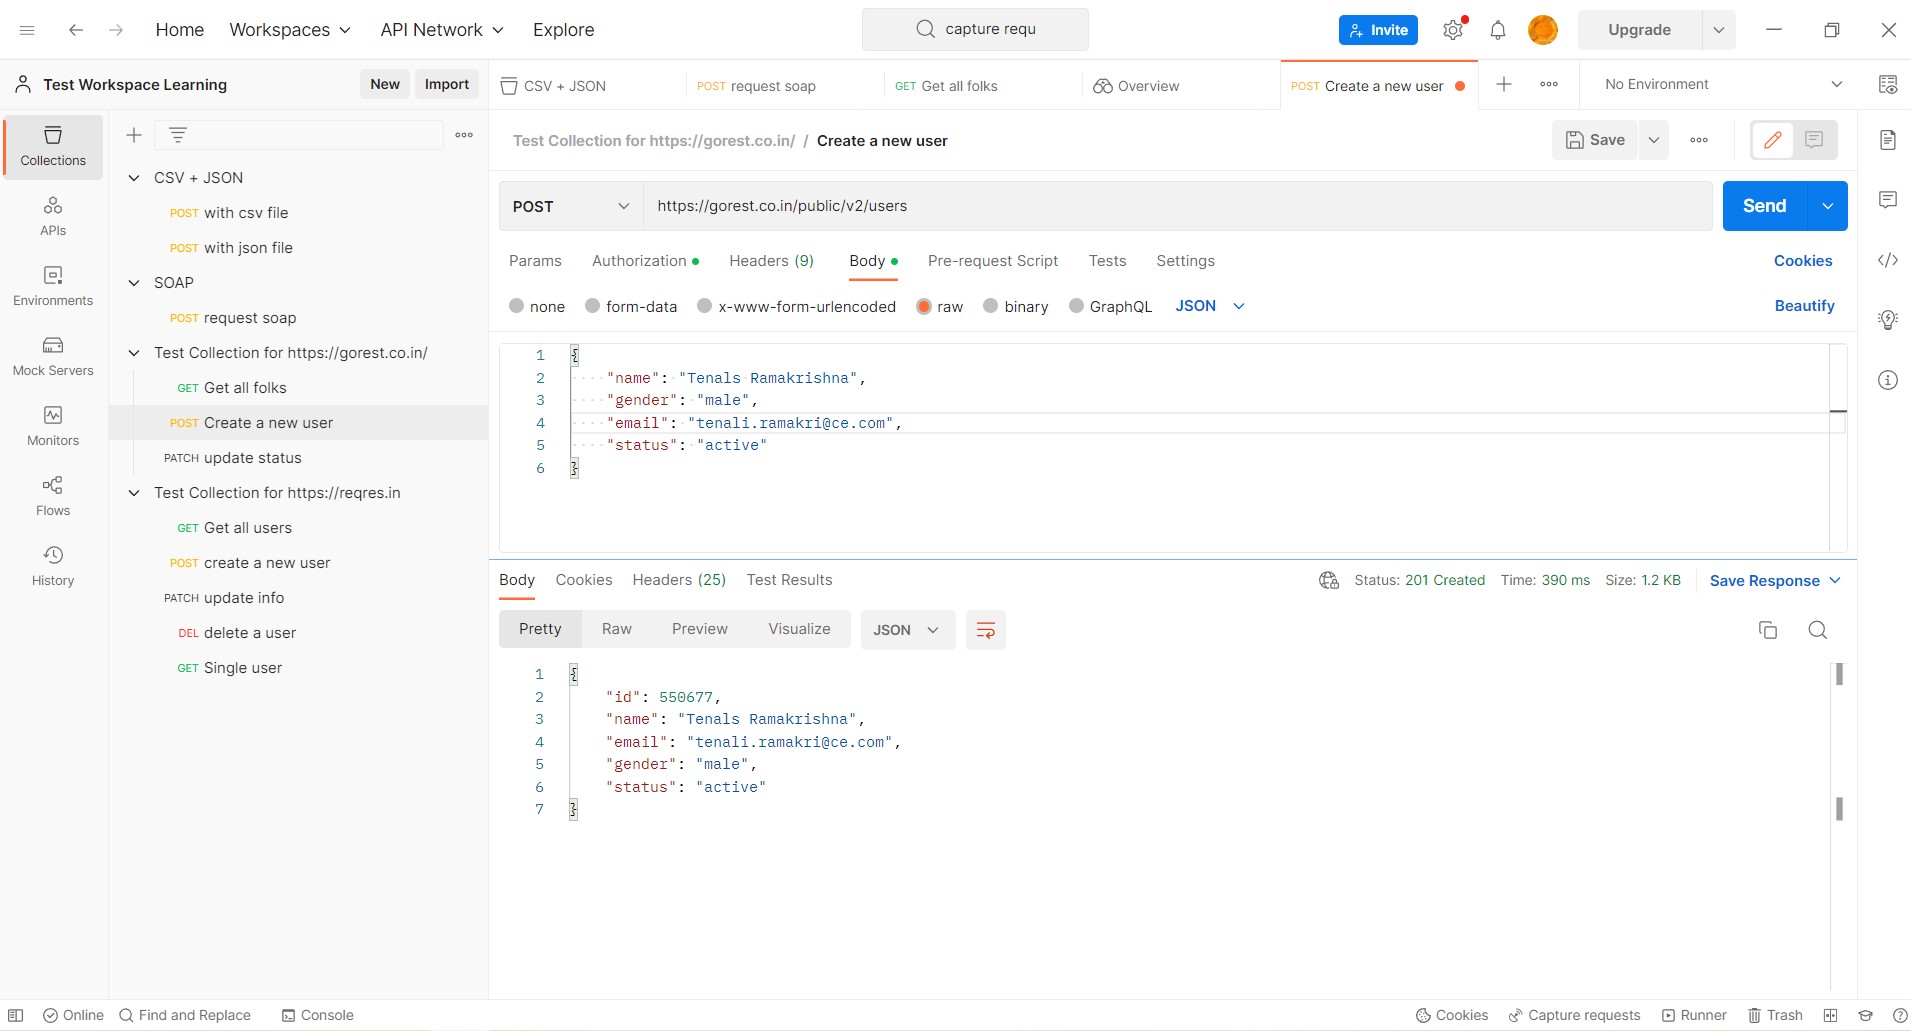 Home Workspaces API Network Explore capture requ Invite Upgrade
Test Workspace Learning New Import
CSV + JSON POST request soap GET Get all folks Overview POST Create a new user No Environment
Collections
APIs
Environments
Mock Servers
Monitors
Flows
History
CSV + JSON
POST with csv file
POST with json file
SOAP
POST request soap
Test Collection for https://gorest.co.in/
GET Get all folks
POST Create a new user
PATCH update status
Test Collection for https://reqres.in
GET Get all users
POST create a new user
PATCH update info
DEL delete a user
GET Single user
Test Collection for https://gorest.co.in/ / Create a new user Save
POST https://gorest.co.in/public/v2/users Send
Params Authorization Headers (9) Body Pre-request Script Tests Settings Cookies
none form-data x-www-form-urlencoded raw binary GraphQL JSON Beautify
1 {
2 "name": "Tenals Ramakrishna",
3 "gender": "male",
4 "email": "tenali.ramakri@ce.com",
5 "status": "active"
6 }
Body Cookies Headers (25) Test Results Status: 201 Created Time: 390 ms Size: 1.2 KB Save Response
Pretty Raw Preview Visualize JSON
1 {
2 "id": 550677,
3 "name": "Tenals Ramakrishna",
4 "email": "tenali.ramakri@ce.com",
5 "gender": "male",
6 "status": "active"
7 }
Online Find and Replace Console Cookies Capture requests Runner Trash